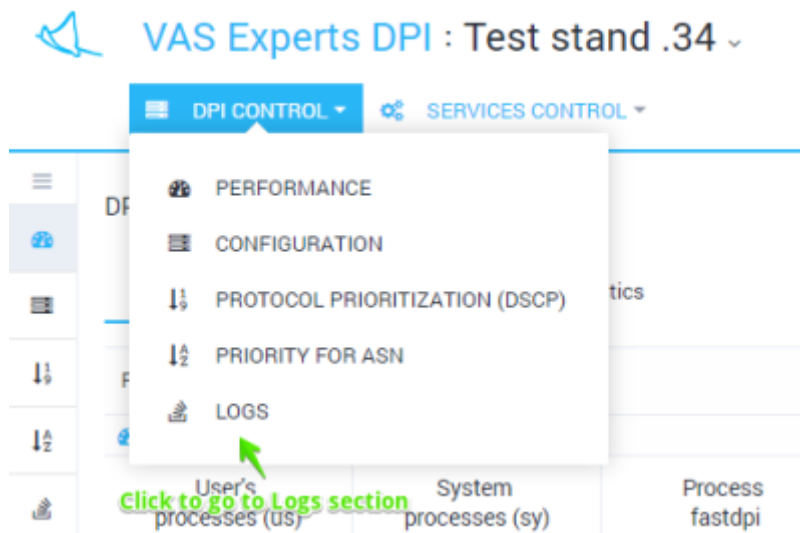 VAS Experts DPI : Test stand .34
DPI CONTROL
SERVICES CONTROL
PERFORMANCE
CONFIGURATION
PROTOCOL PRIORITIZATION (DSCP)
tics
PRIORITY FOR ASN
LOGS
Click to go to Logs section
User's
processes (us)
System
processes (sy)
Process
fastdpi